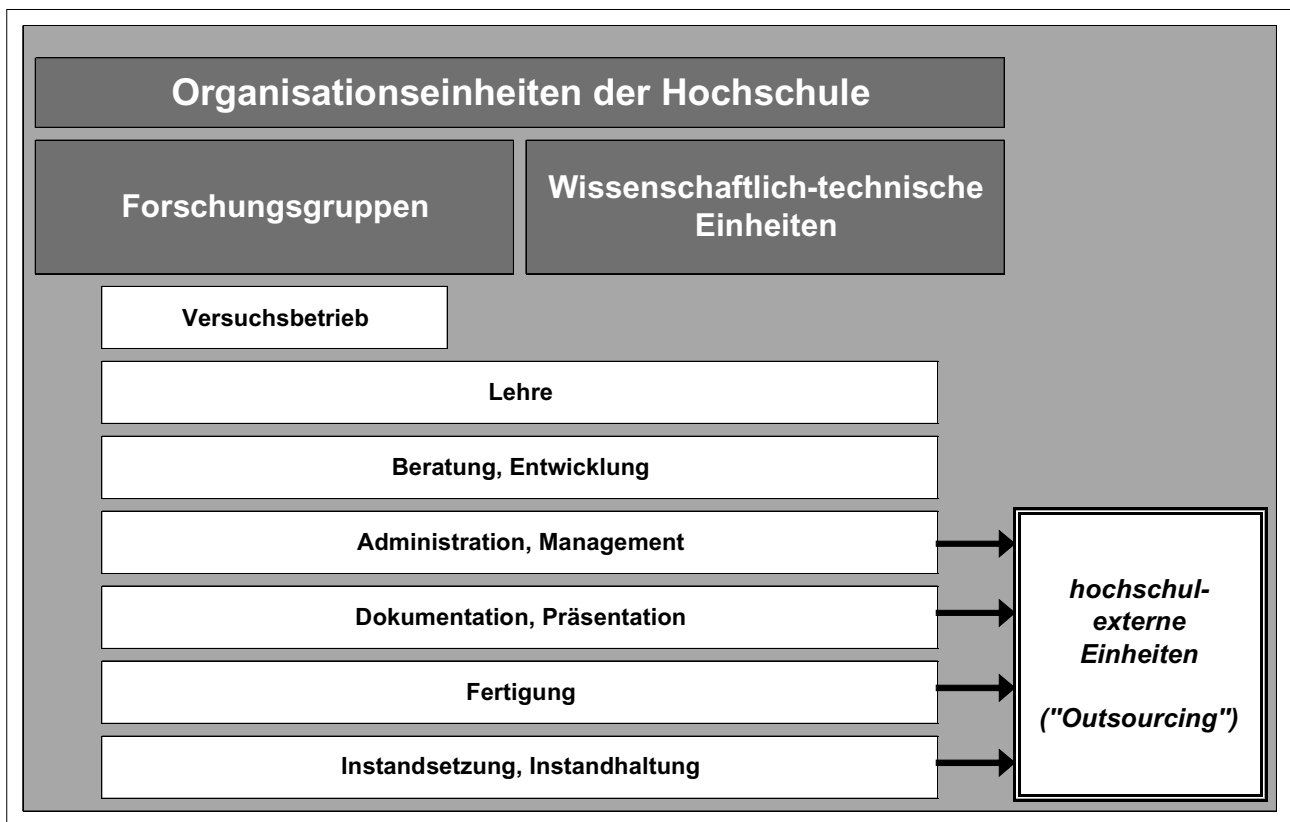 Organisationseinheiten der Hochschule
Forschungsgruppen
Wissenschaftlich-technische
Einheiten
Versuchsbetrieb
Lehre
Beratung, Entwicklung
Administration, Management
Dokumentation, Präsentation
Fertigung
Instandsetzung, Instandhaltung
hochschul-
externe
Einheiten
("Outsourcing")